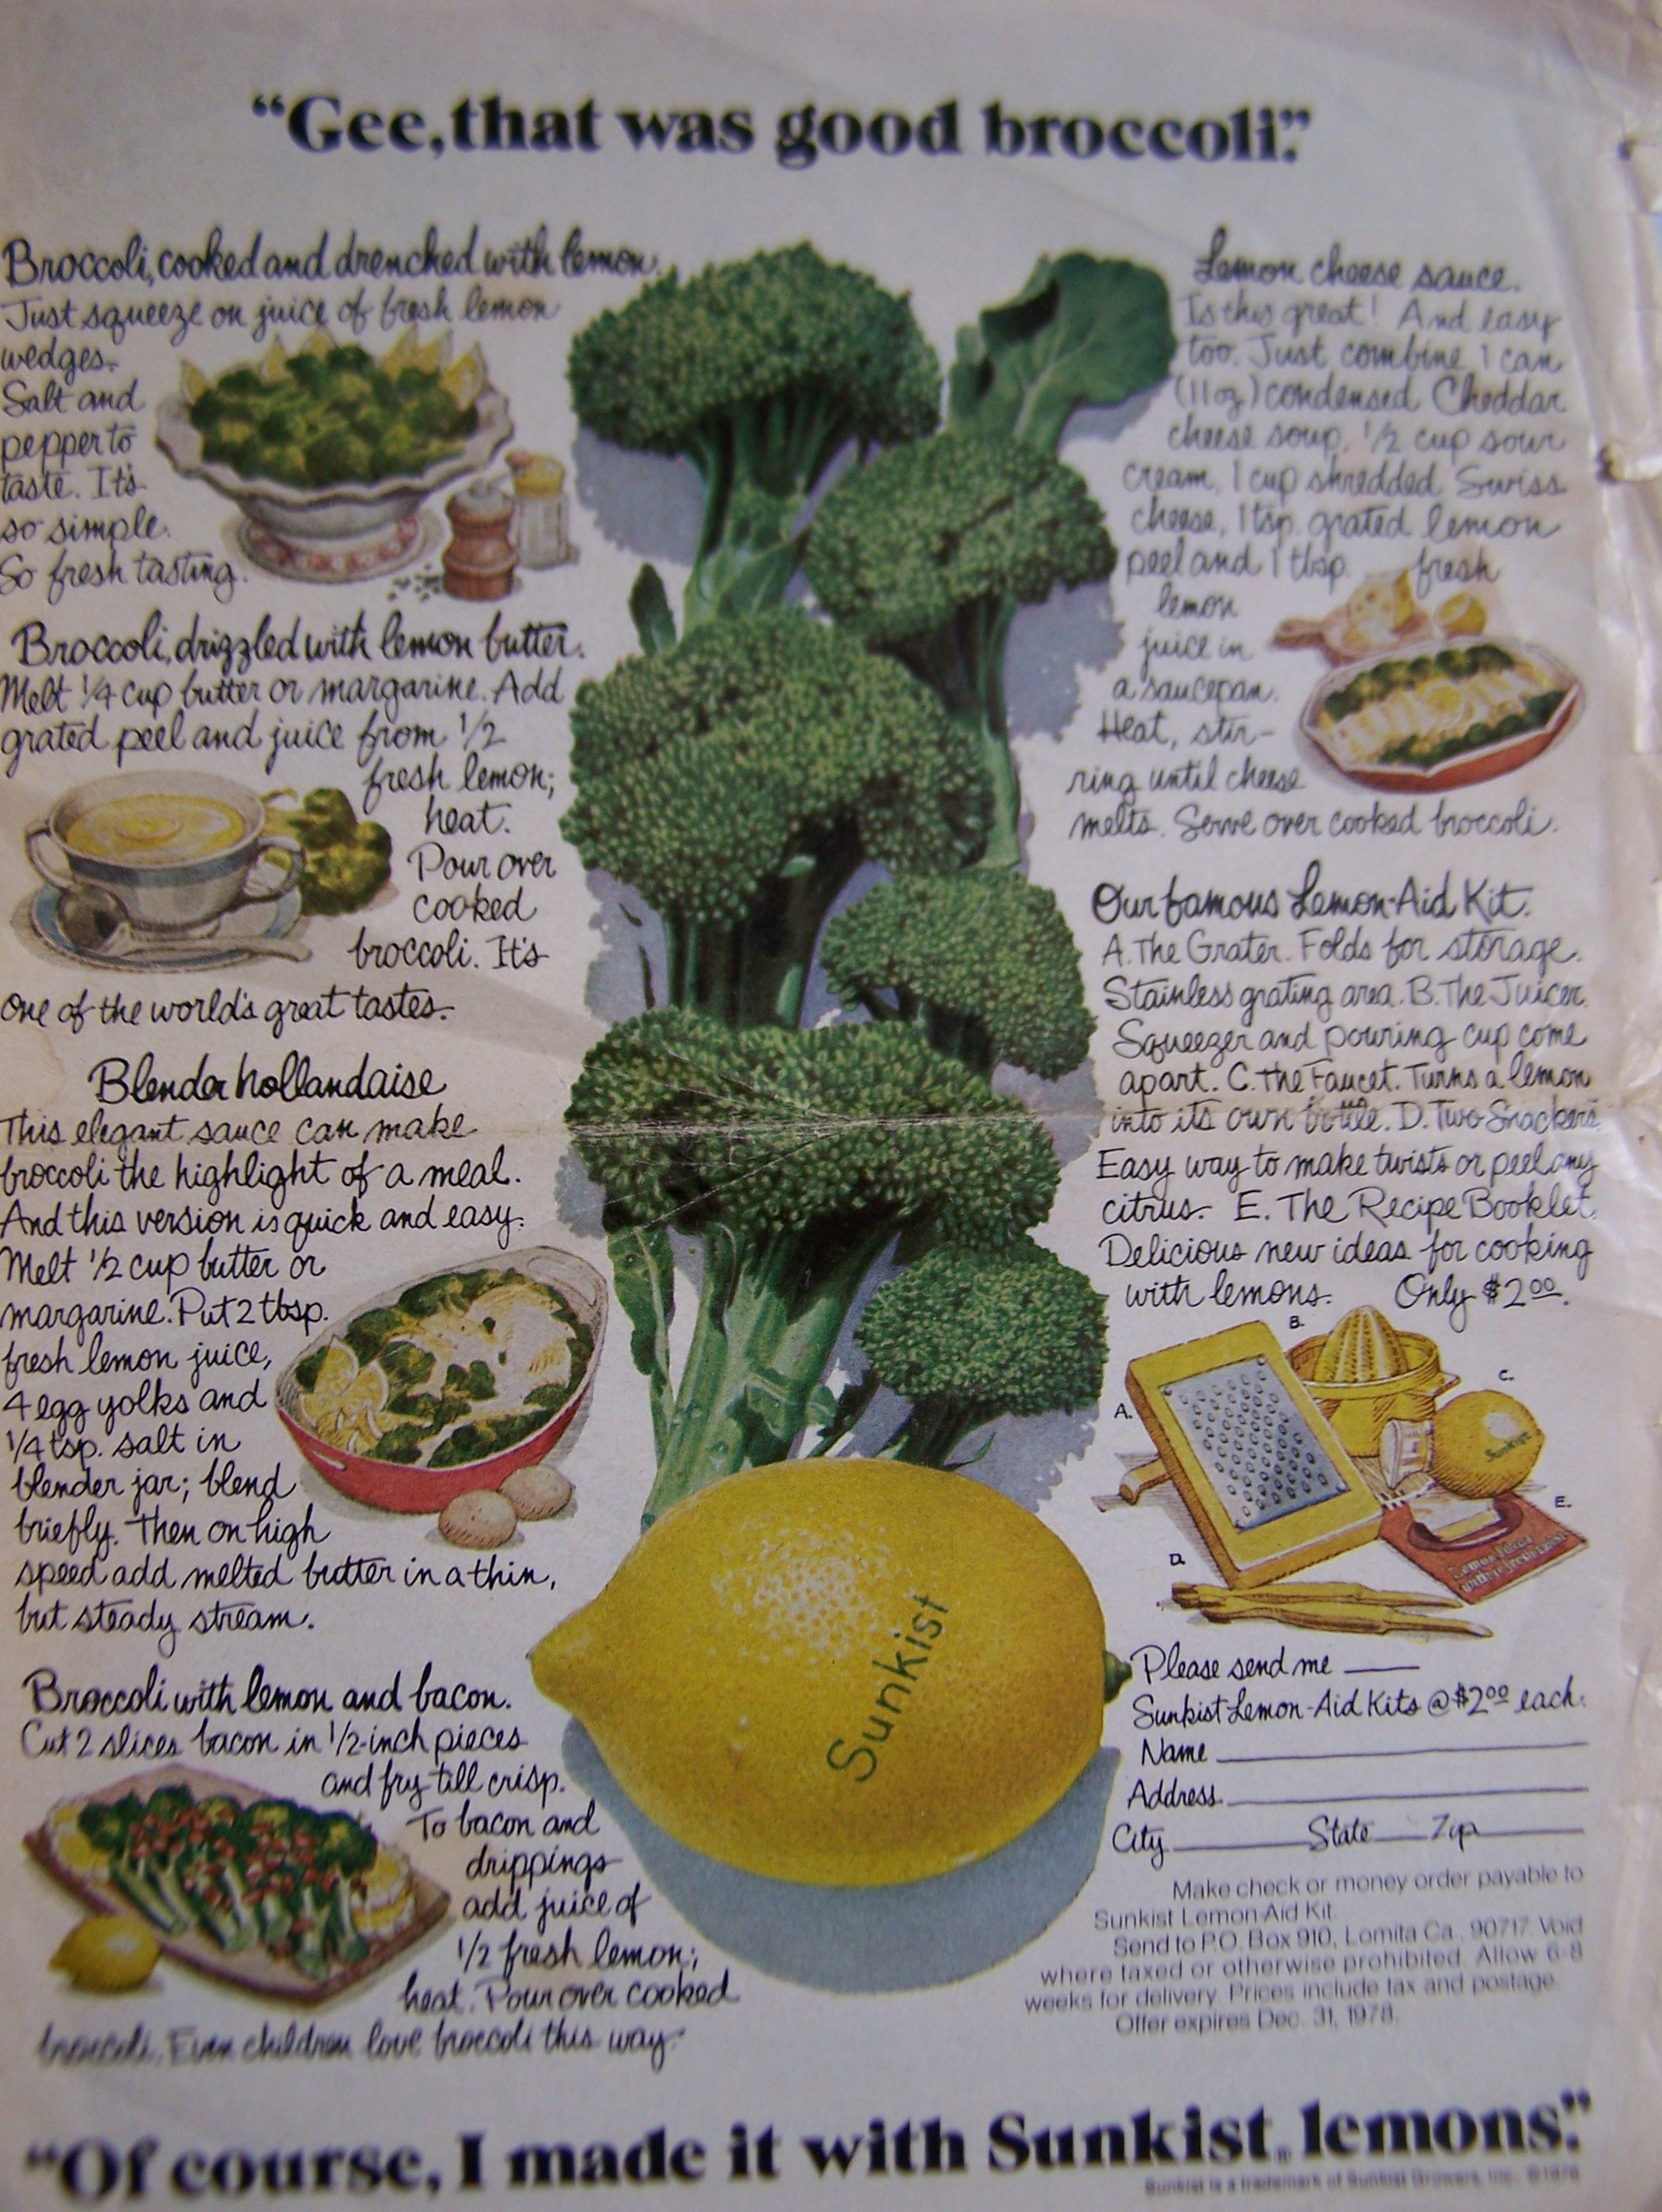 “Gee, that was good broccoli.”
Broccoli, cooked and drenched with lemon.
Just squeeze on juice of fresh lemon
wedges.
Salt and
pepper to
taste. It's
so simple.
So fresh tasting.
Broccoli, drizzled with lemon butter.
Melt 1/4 cup butter or margarine. Add
grated peel and juice from 1/2
fresh lemon;
heat.
Pour over
cooked
broccoli. It's
one of the world's great tastes.
Blender hollandaise
This elegant sauce can make
broccoli the highlight of a meal.
And this version is quick and easy.
Melt 1/2 cup butter or
margarine. Put 2 tbsp.
fresh lemon juice,
4 egg yolks and
1/4 tsp. salt in
blender jar; blend
briefly. Then on high
speed add melted butter in a thin,
but steady stream.
Broccoli with lemon and bacon.
Cut 2 slices bacon in 1/2-inch pieces
and fry till crisp.
To bacon and
drippings
add juice of
1/2 fresh lemon;
heat. Pour over cooked
broccoli. Even children love broccoli this way.
Sunkist
Lemon cheese sauce.
Is this great! And easy
too. Just combine 1 can
(11 oz) condensed Cheddar
cheese soup, 1/2 cup sour
cream, 1 cup shredded Swiss
cheese, 1 tsp. grated lemon
peel and 1 tbsp. fresh
lemon
juice in
a saucepan.
Heat, stir-
ring until cheese
melts. Serve over cooked broccoli.
Our famous Lemon-Aid Kit.
A. The Grater. Folds for storage.
Stainless grating area. B. The Juicer.
Squeezer and pouring cup come
apart. C. The Faucet. Turns a lemon
into its own bottle. D. Two Snackers
Easy way to make twists or peel any
citrus. E. The Recipe Booklet.
Delicious new ideas for cooking
with lemons. Only $2.00.
B.
C.
A.
Sunkist
E.
D.
Please send me
Sunkist Lemon-Aid Kits @ $2.00 each.
Name
Address
City State Zip
Make check or money order payable to
Sunkist Lemon Aid Kit.
Send to P.O. Box 910, Lomita Ca., 90717. Void
where taxed or otherwise prohibited. Allow 6-8
weeks for delivery. Prices include tax and postage.
Offer expires Dec. 31, 1978.
“Of course, I made it with Sunkist lemons.”
Sunkist is a trademark of Sunkist Growers, Inc. ©1978